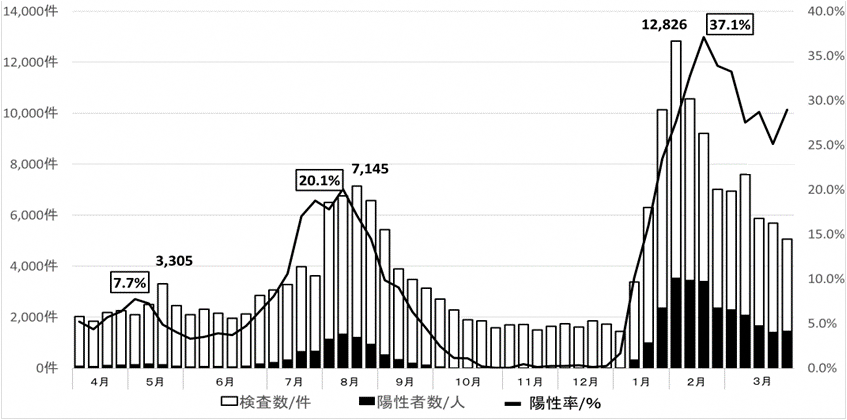 14,000件
12,000件
10,000件
8,000件
6,000件
4,000件
2,000件
0件
40.0%
35.0%
30.0%
25.0%
20.0%
15.0%
10.0%
5.0%
0.0%
7.7%
3,305
20.1%
7,145
12,826
37.1%
4月 5月 6月 7月 8月 9月 10月 11月 12月 1月 2月 3月
検査数/件 陽性者数/人 陽性率/%